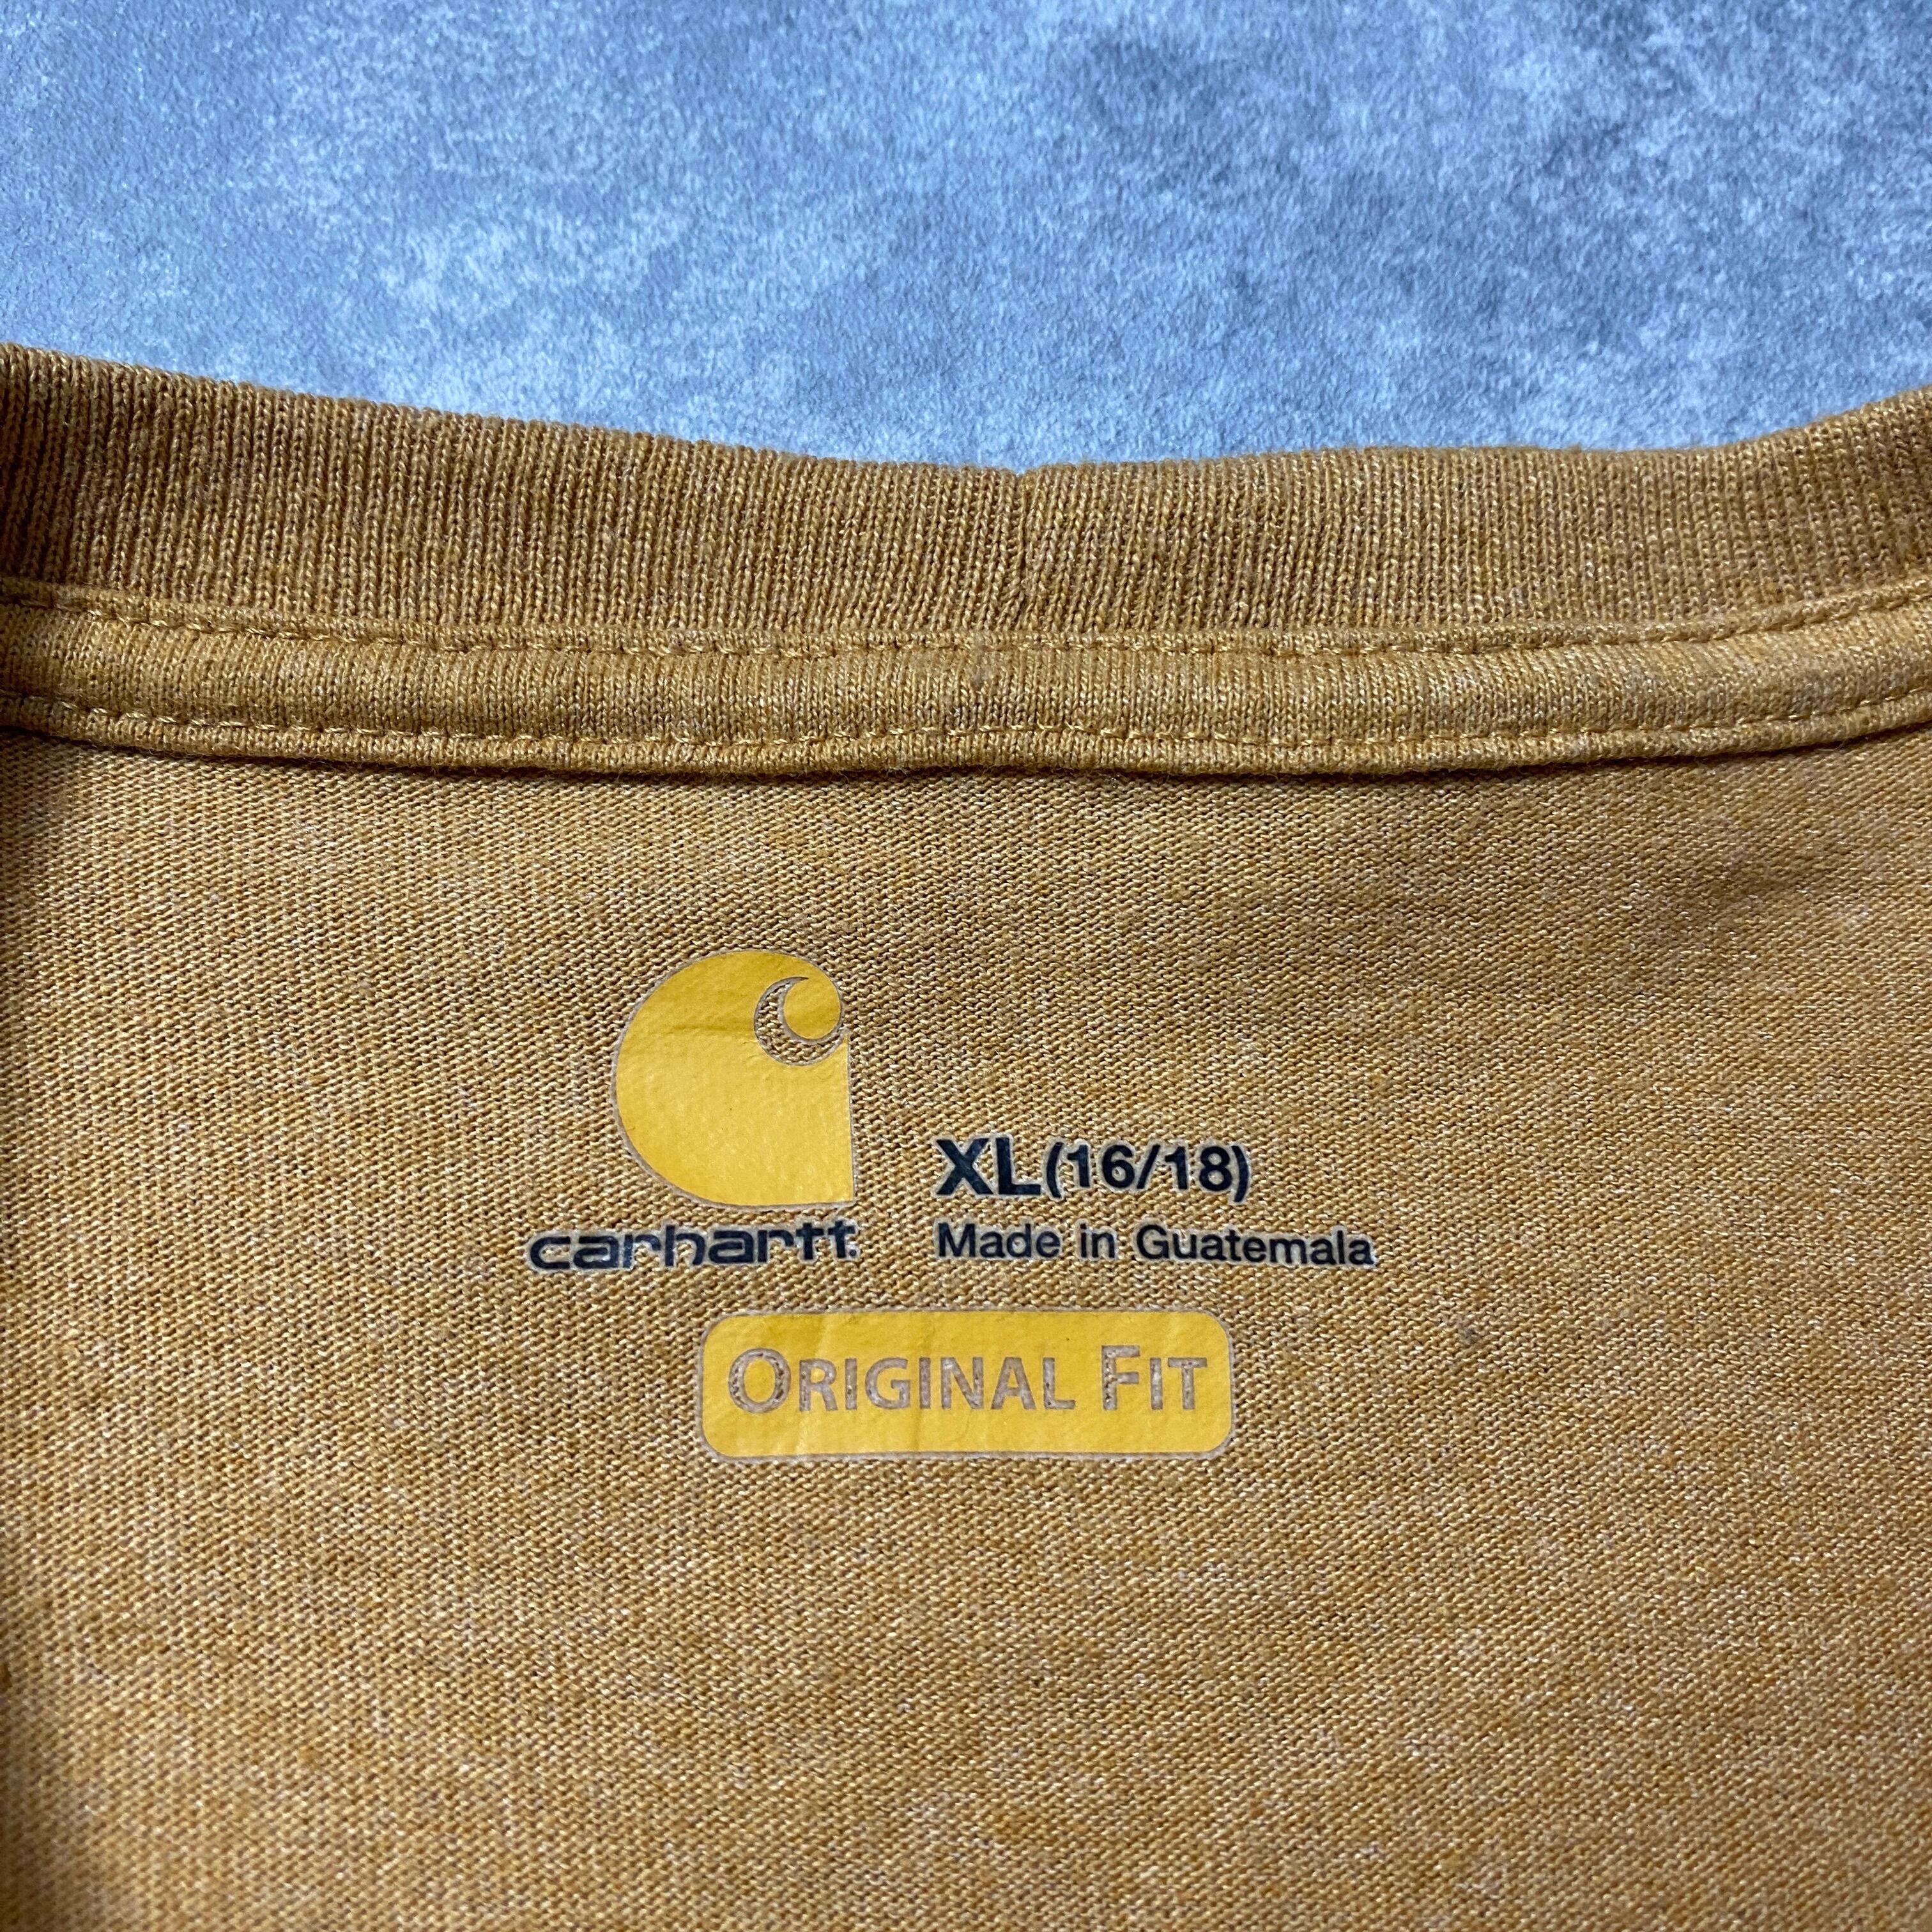 XL(16/18)
carhartt.
Made in Guatemala
ORIGINAL FIT